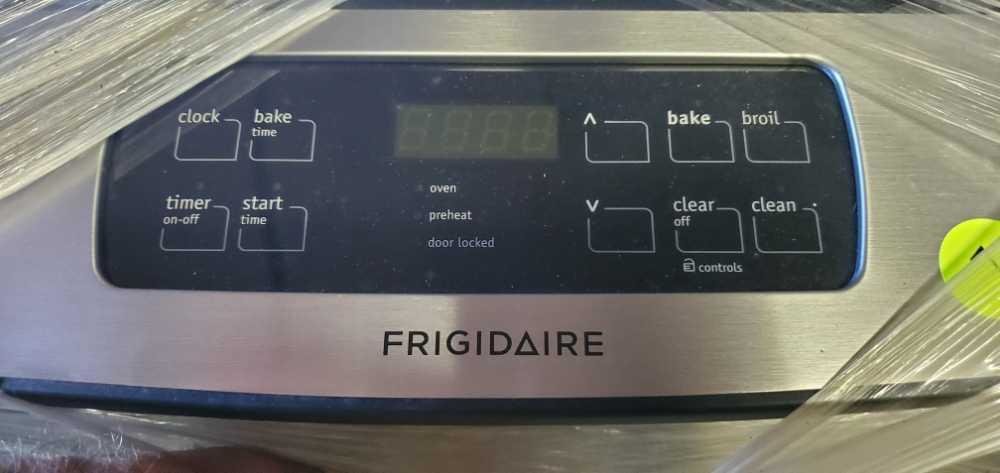 clock
bake
time
timer
on-off
start
time
oven
preheat
door locked
bake
broil
clear
off
clean
controls
FRIGIDAIRE